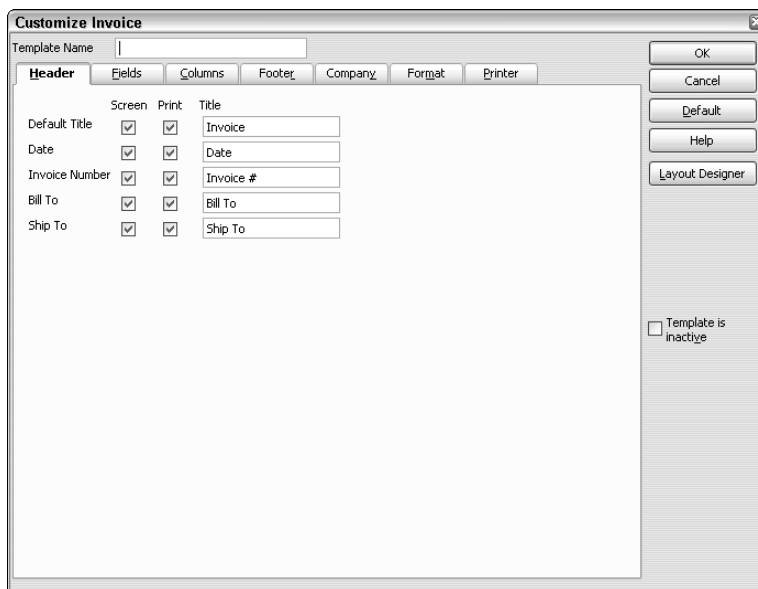 Customize Invoice
Template Name
Header Fields Columns Footer Company Format Printer
OK
Cancel
Default
Help
Layout Designer
Screen Print Title
Default Title Invoice
Date Date
Invoice Number Invoice #
Bill To Bill To
Ship To Ship To
Template is
inactive